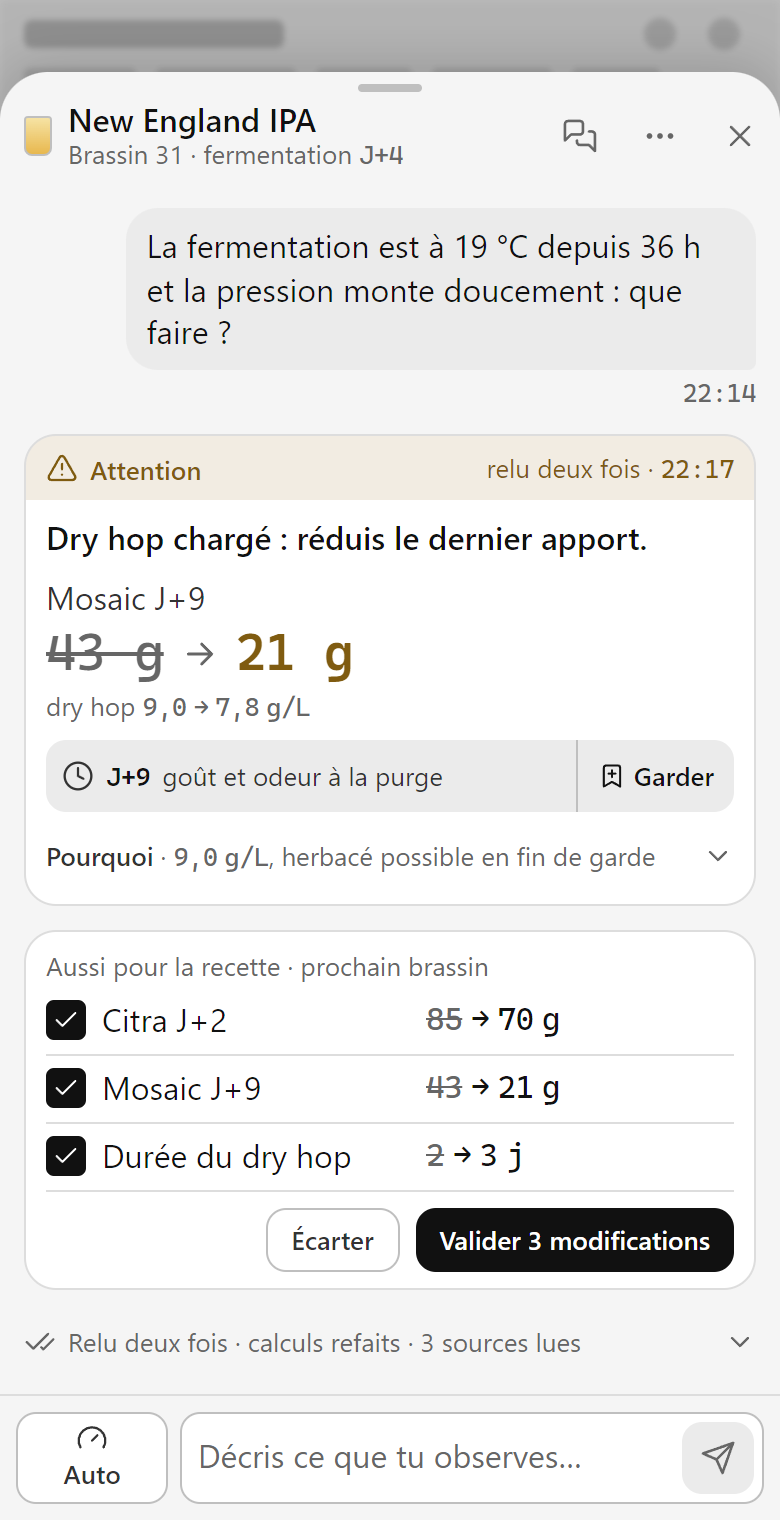 New England IPA
Brassin 31 · fermentation J+4
La fermentation est à 19 °C depuis 36 h
et la pression monte doucement : que
faire ?
22:14
Attention
relu deux fois · 22:17
Dry hop chargé : réduis le dernier apport.
Mosaic J+9
43 g → 21 g
dry hop 9,0 → 7,8 g/L
J+9 goût et odeur à la purge
Garder
Pourquoi · 9,0 g/L, herbacé possible en fin de garde
Aussi pour la recette · prochain brassin
Citra J+2 85 → 70 g
Mosaic J+9 43 → 21 g
Durée du dry hop 2 → 3 j
Écarter
Valider 3 modifications
Relu deux fois · calculs refaits · 3 sources lues
Auto
Décris ce que tu observes…